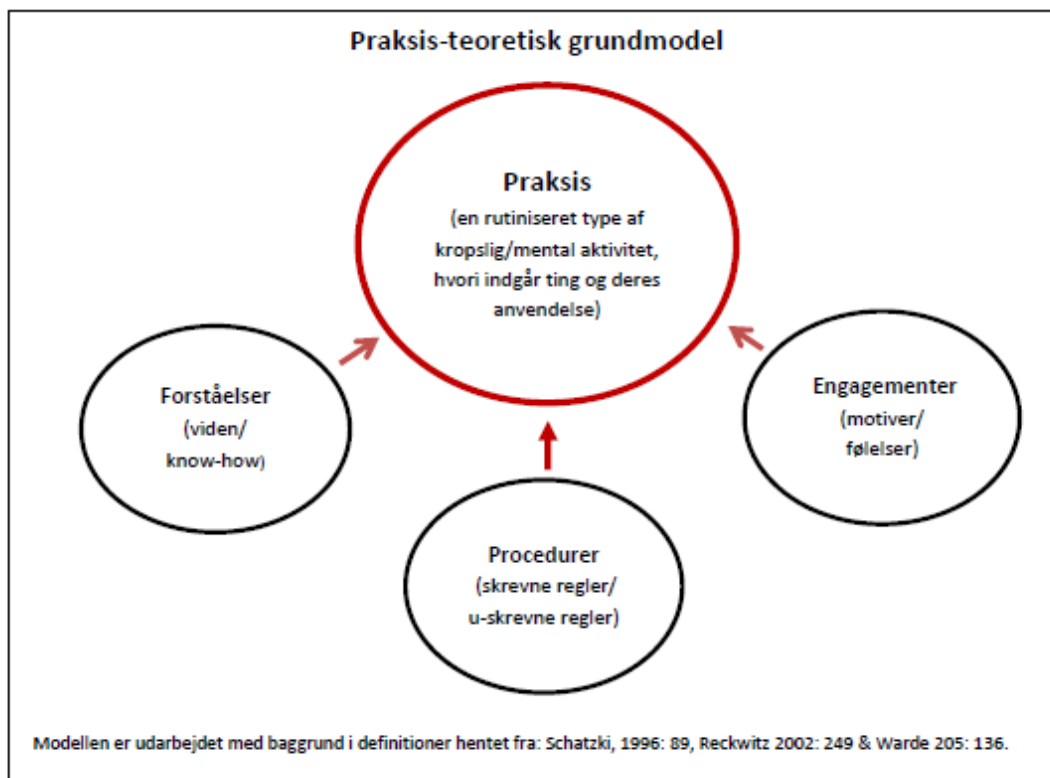 Praksis-teoretisk grundmodel
Praksis
(en rutiniseret type af
kropslig/mental aktivitet,
hvori indgår ting og deres
anvendelse)
Forståelser
(viden/
know-how)
Engagementer
(motiver/
følelser)
Procedurer
(skrevne regler/
u-skrevne regler)
Modellen er udarbejdet med baggrund i definitioner hentet fra: Schatzki, 1996: 89, Reckwitz 2002: 249 & Warde 205: 136.